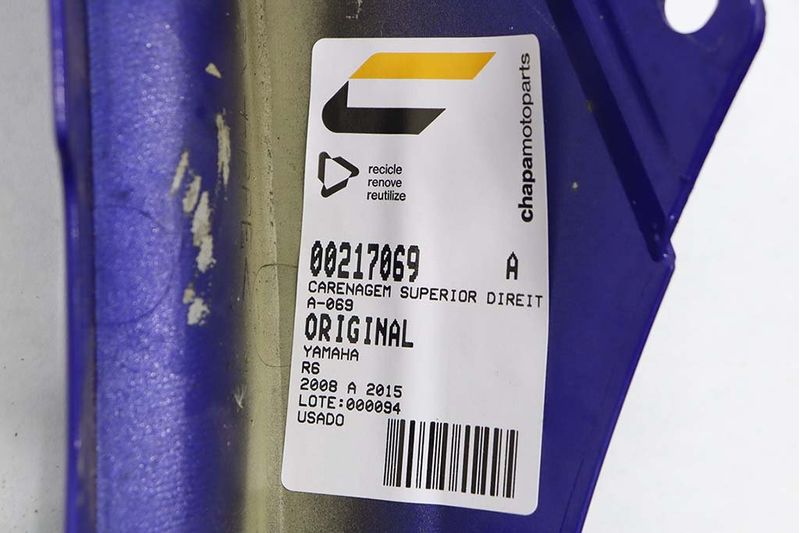 chapamotoparts
recicle
renove
reutilize
00217069 A
CARENAGEM SUPERIOR DIREIT
A-069
ORIGINAL
YAMAHA
R6
2008 A 2015
LOTE:000094
USADO